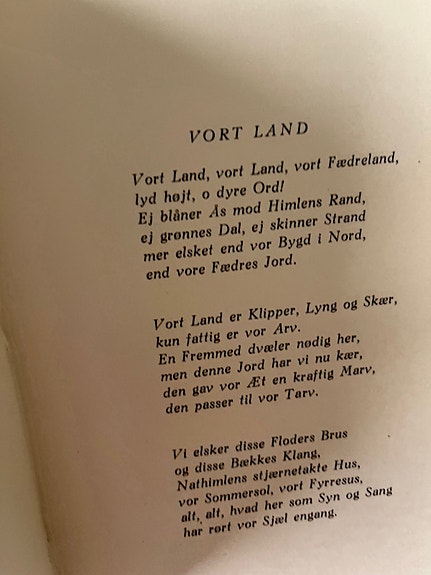 VORT LAND
Vort Land, vort Land, vort Fædreland,
lyd højt, o dyre Ord!
Ej blåner Ås mod Himlens Rand,
ej grønnes Dal, ej skinner Strand
mer elsket end vor Bygd i Nord,
end vore Fædres Jord.
Vort Land er Klipper, Lyng og Skær,
kun fattig er vor Arv.
En Fremmed dvæler nødig her,
men denne Jord har vi nu kær,
den gav vor Æt en kraftig Marv,
den passer til vor Tarv.
Vi elsker disse Floders Brus
og disse Bækkes Klang,
Nathimlens stjærnetakte Hus,
vor Sommersol, vort Fyrresus,
alt, alt, hvad her som Syn og Sang
har rørt vor Sjæl engang.